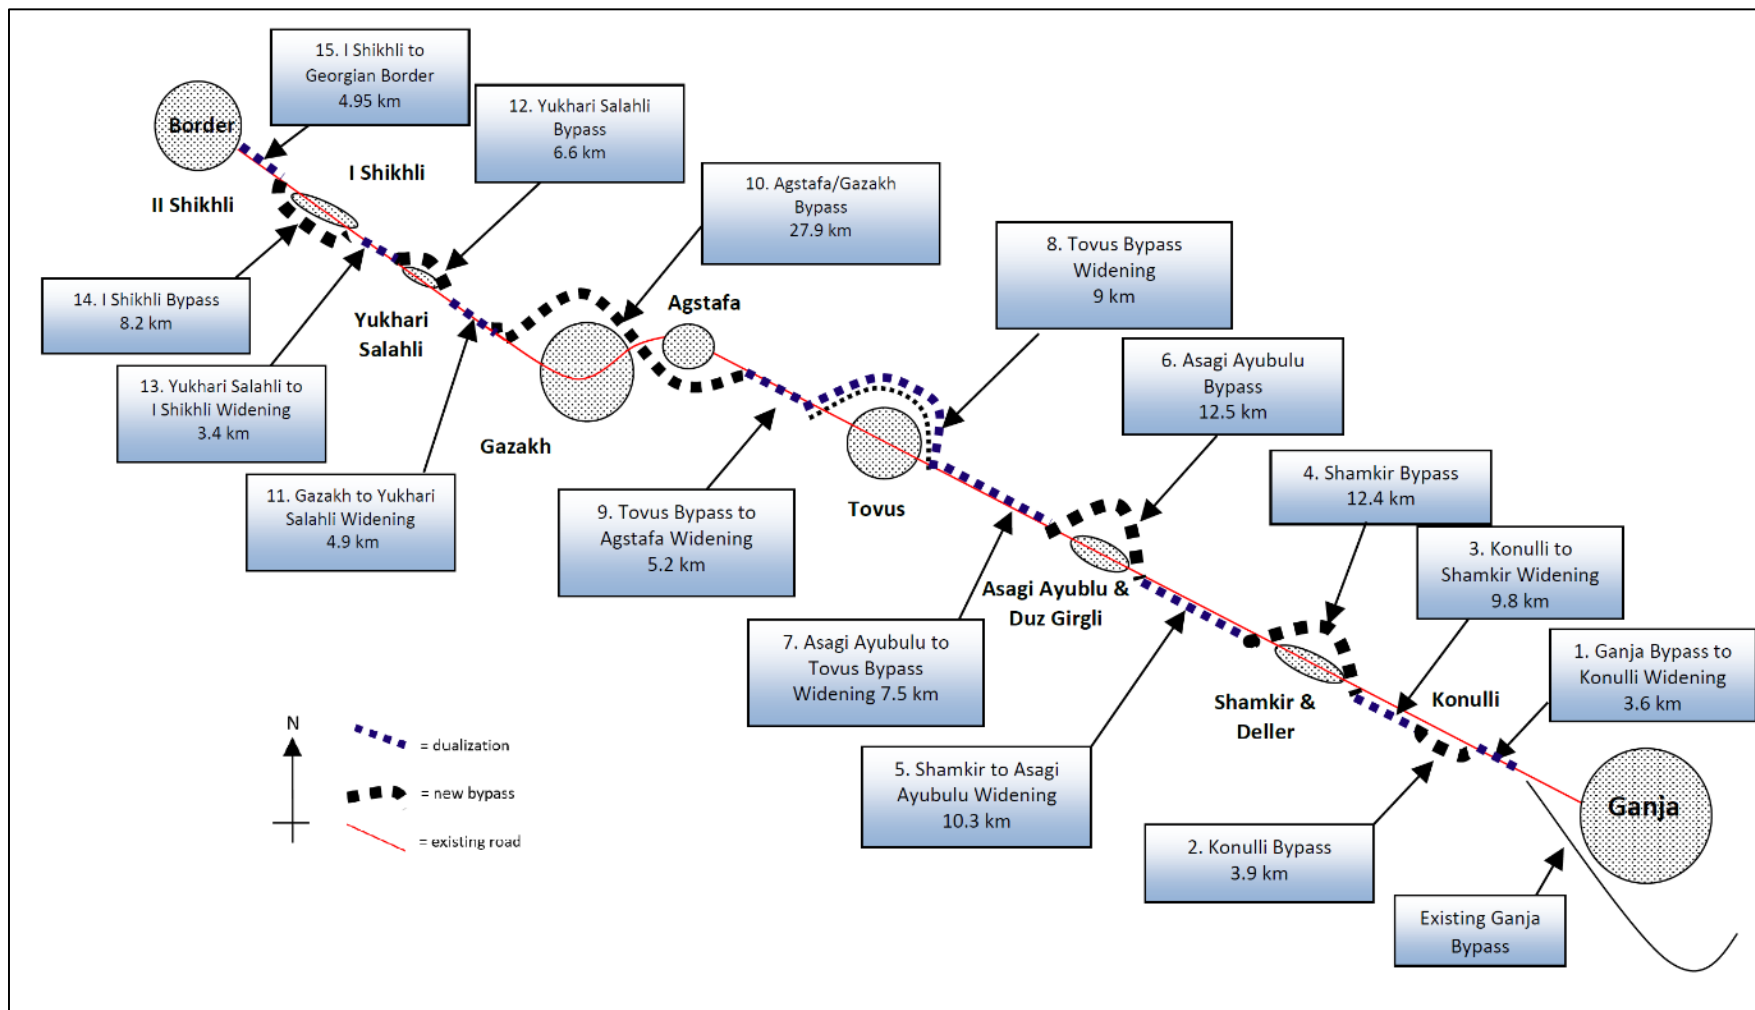 15. I Shikhli to
Georgian Border
4.95 km
12. Yukhari Salahli
Bypass
6.6 km
Border
I Shikhli
II Shikhli
10. Agstafa/Gazakh
Bypass
27.9 km
8. Tovus Bypass
Widening
9 km
14. I Shikhli Bypass
8.2 km
Agstafa
Yukhari
Salahli
6. Asagi Ayubulu
Bypass
12.5 km
13. Yukhari Salahli to
I Shikhli Widening
3.4 km
Gazakh
4. Shamkir Bypass
12.4 km
11. Gazakh to Yukhari
Salahli Widening
4.9 km
9. Tovus Bypass to
Agstafa Widening
5.2 km
Tovus
3. Konulli to
Shamkir Widening
9.8 km
Asagi Ayublu &
Duz Girgli
7. Asagi Ayubulu to
Tovus Bypass
Widening 7.5 km
1. Ganja Bypass to
Konulli Widening
3.6 km
Shamkir &
Deller
Konulli
N
= dualization
= new bypass
= existing road
5. Shamkir to Asagi
Ayubulu Widening
10.3 km
Ganja
2. Konulli Bypass
3.9 km
Existing Ganja
Bypass